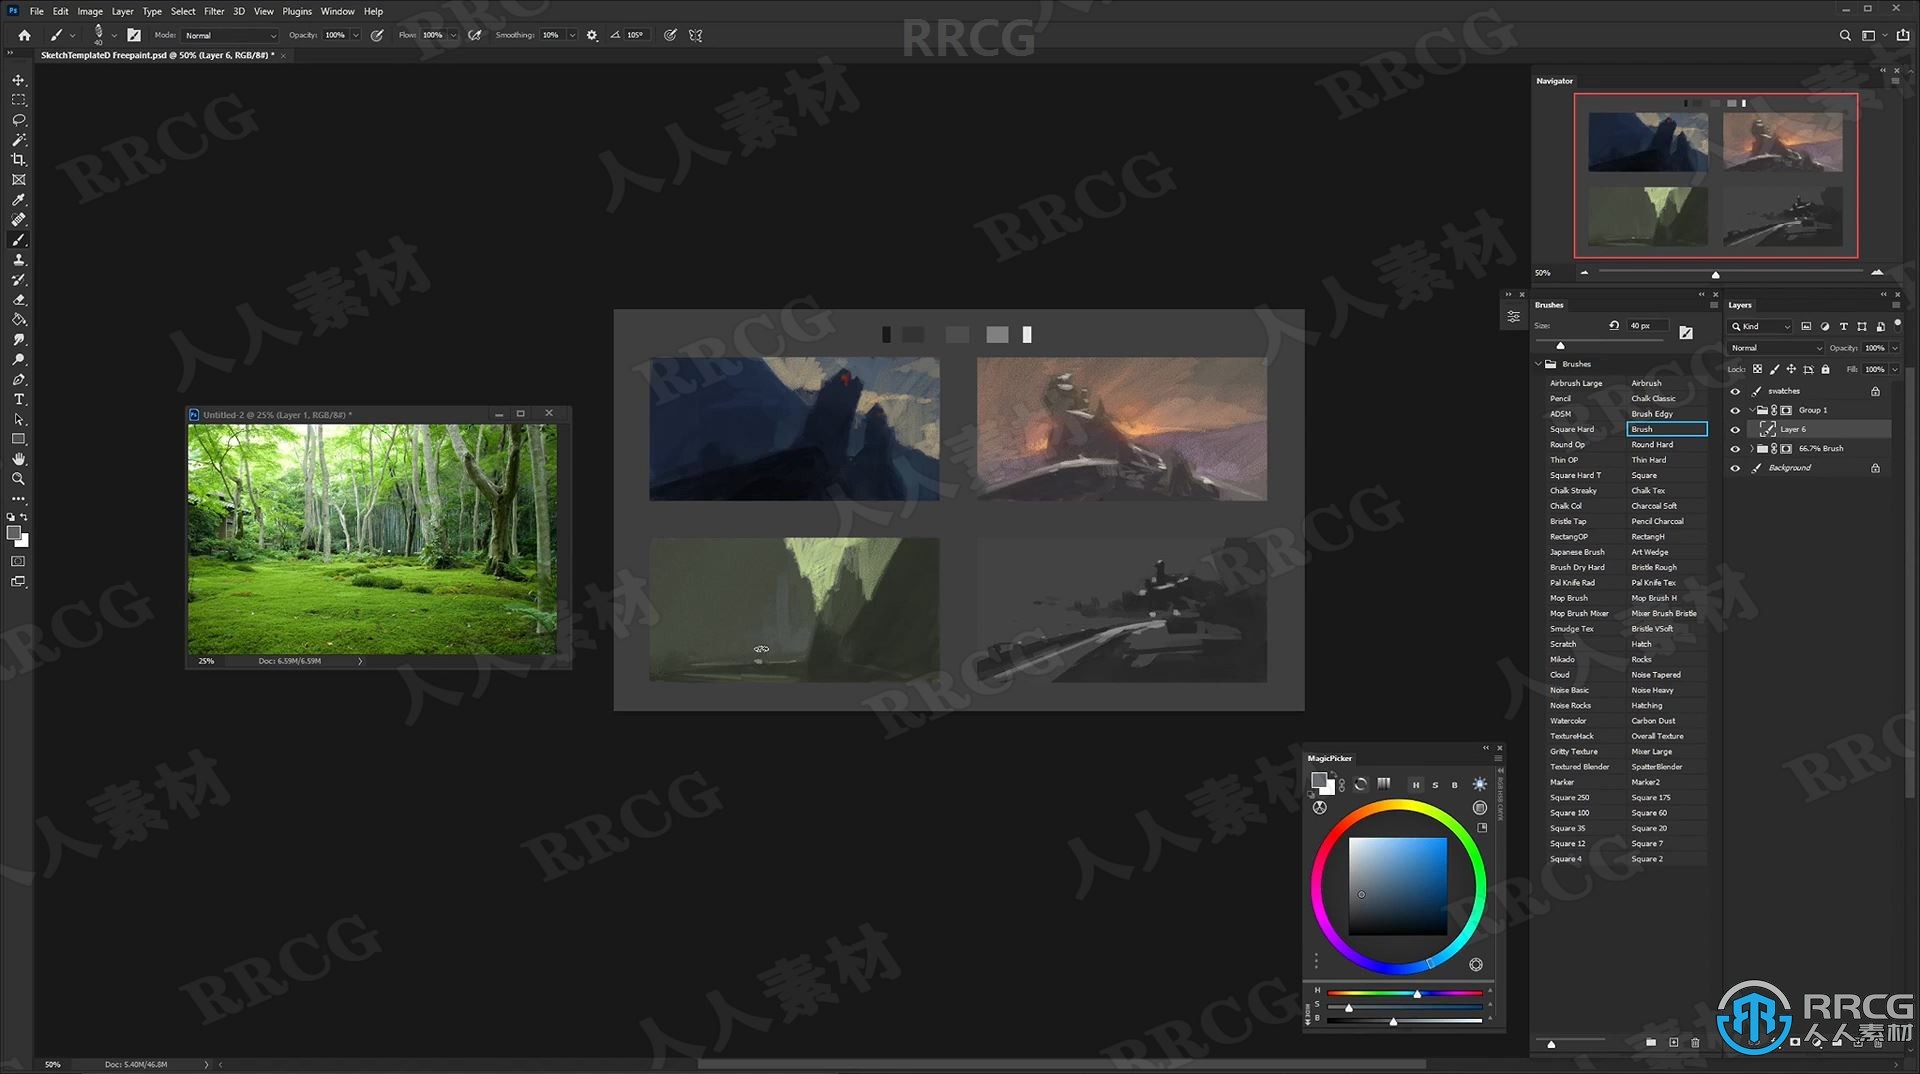 File Edit Image Layer Type Select Filter 3D View Plugins Window Help
40 Mode: Normal Opacity: 100% Flow: 100% Smoothing: 10% 105°
SketchTemplateD Freepaint.psd @ 50% (Layer 6, RGB/8#) *
RRCG
Navigator
50%
Untitled-2 @ 25% (Layer 1, RGB/8#) *
25% Doc: 6.59M/6.59M
Brushes
Size: 40 px
Brushes
Airbrush Large Airbrush
Pencil Chalk Classic
ADSM Brush Edgy
Square Hard Brush
Round Op Round Hard
Thin OP Thin Hard
Square Hard T Square
Chalk Streaky Chalk Tex
Chalk Col Charcoal Soft
Bristle Tap Pencil Charcoal
RectangOP RectangH
Japanese Brush Art Wedge
Brush Dry Hard Bristle Rough
Pal Knife Rad Pal Knife Tex
Mop Brush Mop Brush H
Mop Brush Mixer Mixer Brush Bristle
Smudge Tex Bristle VSoft
Scratch Hatch
Mikado Rocks
Cloud Noise Tapered
Noise Basic Noise Heavy
Noise Rocks Hatching
Watercolor Carbon Dust
TextureHack Overall Texture
Gritty Texture Mixer Large
Textured Blender SpatterBlender
Marker Marker2
Square 250 Square 175
Square 100 Square 60
Square 35 Square 20
Square 12 Square 7
Square 4 Square 2
Layers
Kind
Normal Opacity: 100%
Lock: Fill: 100%
swatches
Group 1
Layer 6
66.7% Brush
Background
MagicPicker
H S B
RGB HSB CMYK
H
S
B
50% Doc: 5.40M/46.8M
RRCG
人人素材